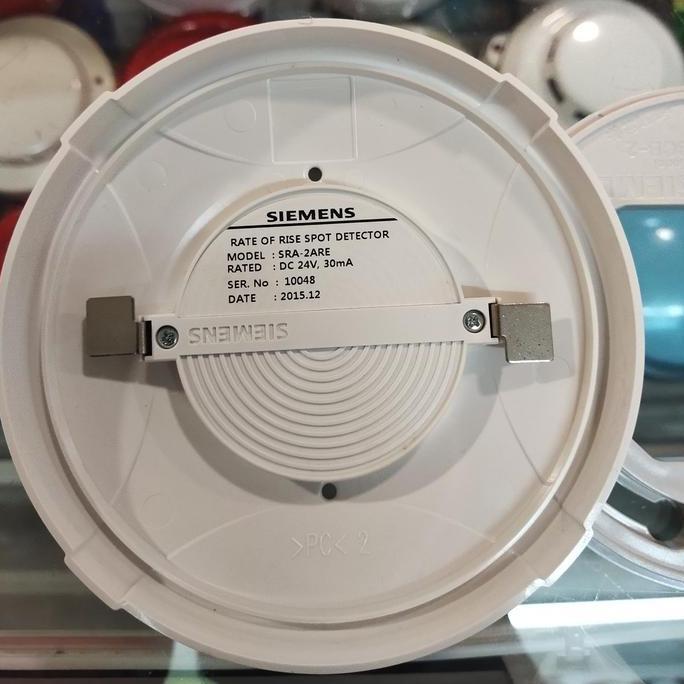 SIEMENS
RATE OF RISE SPOT DETECTOR
MODEL : SRA-2ARE
RATED : DC 24V, 30mA
SER. No : 10048
DATE : 2015.12
SIEMENS
>PC< 2